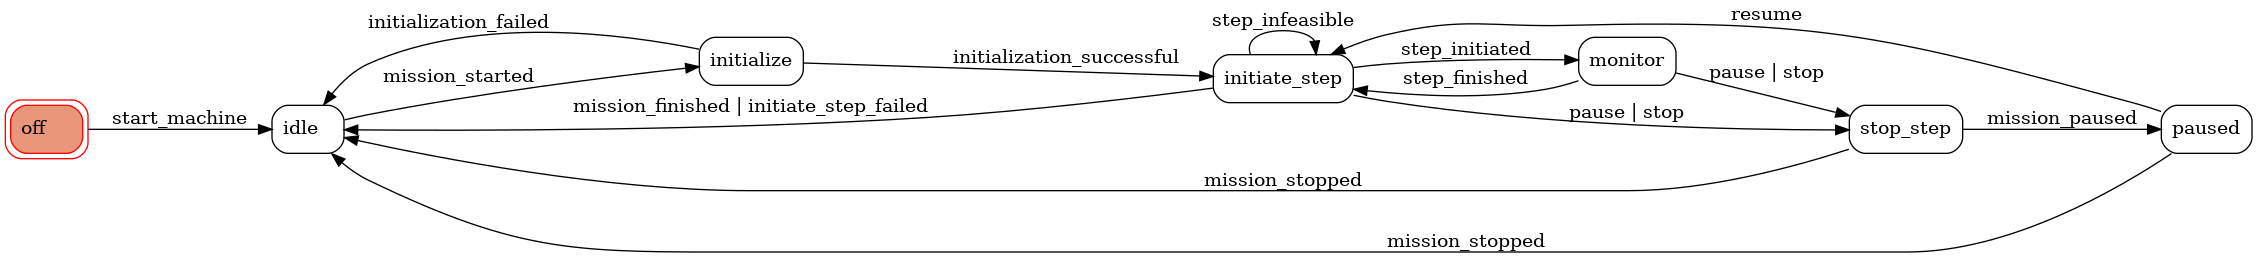 resume
step_infeasible
initialization_failed
step_initiated
initialization_successful
initialize
monitor
mission_started
step_finished
pause | stop
initiate_step
mission_finished | initiate_step_failed
pause | stop
start_machine
mission_paused
off
idle
stop_step
paused
mission_stopped
mission_stopped